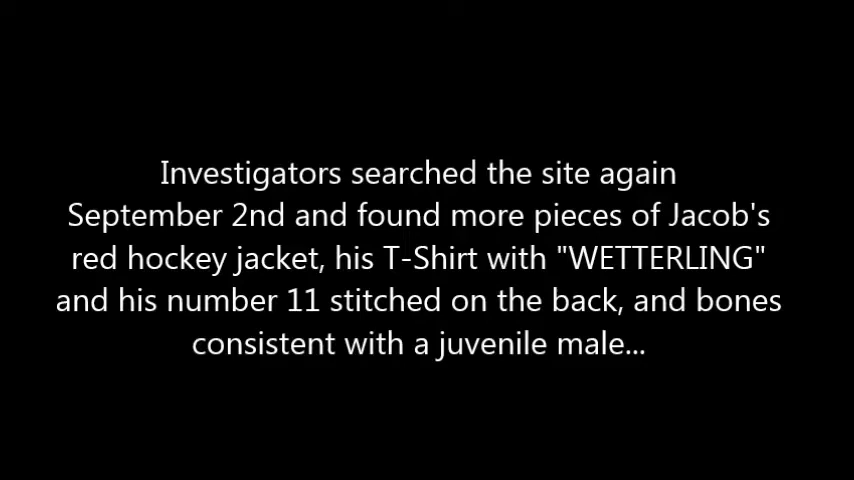 Investigators searched the site again
September 2nd and found more pieces of Jacob's
red hockey jacket, his T-Shirt with "WETTERLING"
and his number 11 stitched on the back, and bones
consistent with a juvenile male...